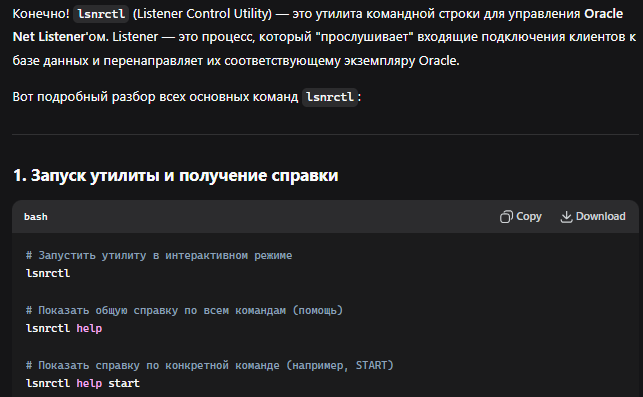 Конечно! lsnrctl (Listener Control Utility) — это утилита командной строки для управления Oracle
Net Listener'ом. Listener — это процесс, который "прослушивает" входящие подключения клиентов к
базе данных и перенаправляет их соответствующему экземпляру Oracle.
Вот подробный разбор всех основных команд lsnrctl:
1. Запуск утилиты и получение справки
bash Copy Download
# Запустить утилиту в интерактивном режиме
lsnrctl
# Показать общую справку по всем командам (помощь)
lsnrctl help
# Показать справку по конкретной команде (например, START)
lsnrctl help start